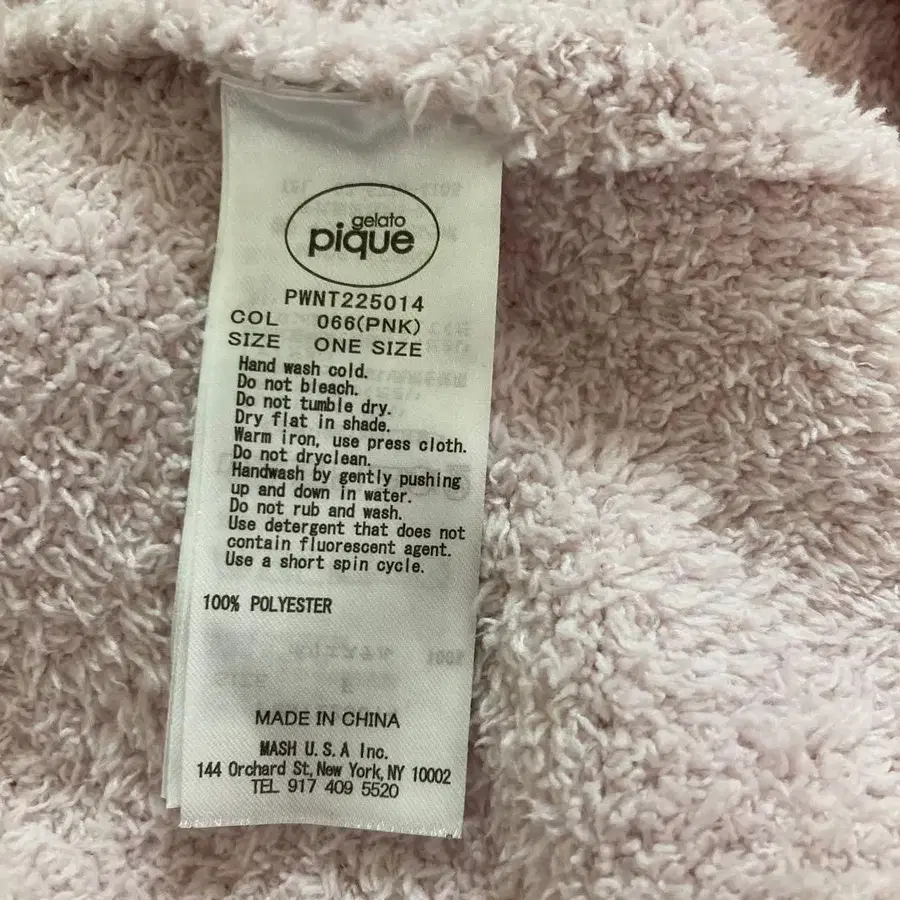 gelato
pique
PWNT225014
COL 066(PNK)
SIZE ONE SIZE
Hand wash cold.
Do not bleach.
Do not tumble dry.
Dry flat in shade.
Warm iron, use press cloth.
Do not dryclean.
Handwash by gently pushing
up and down in water.
Do not rub and wash.
Use detergent that does not
contain fluorescent agent.
Use a short spin cycle.
100% POLYESTER
MADE IN CHINA
MASH U.S.A Inc.
144 Orchard St, New York, NY 10002
TEL 917 409 5520